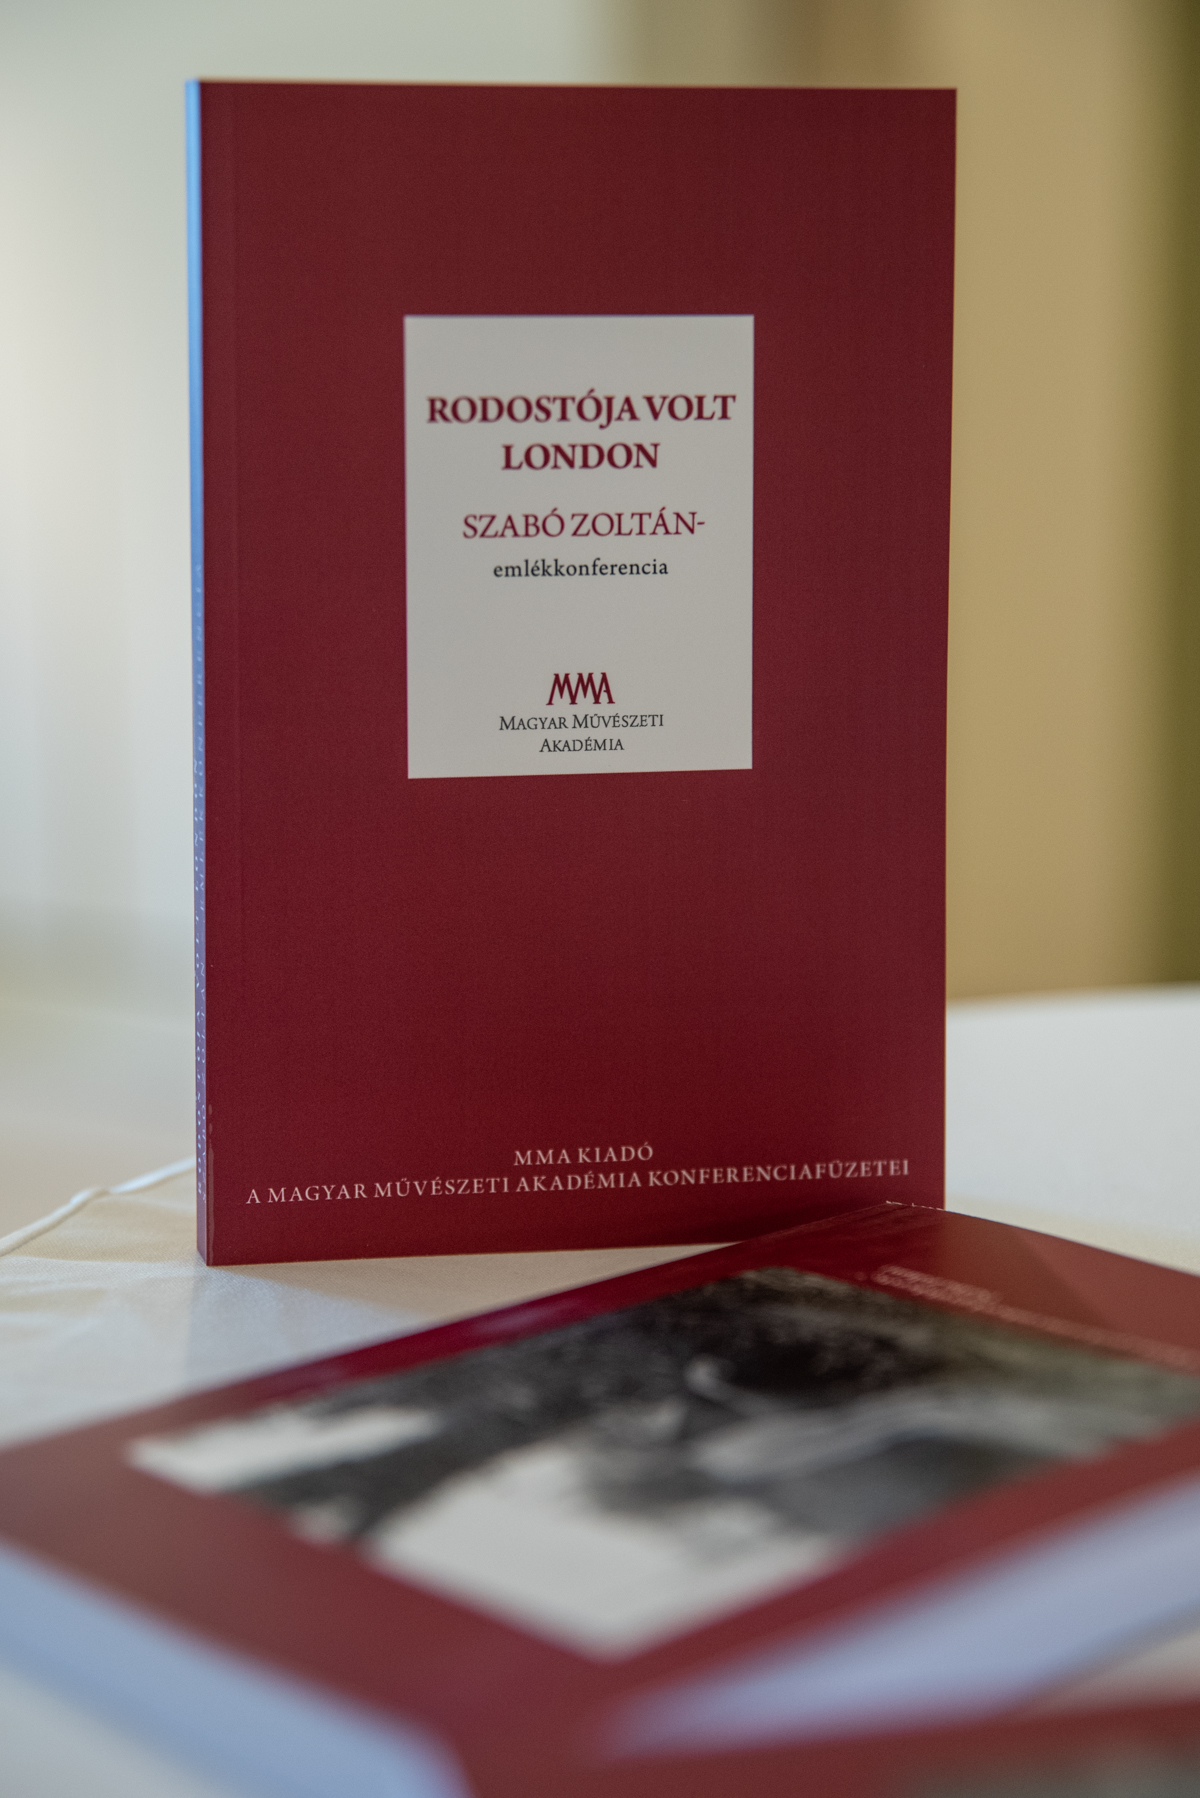 RODOSTÓJA VOLT
LONDON
SZABÓ ZOLTÁN-
emlékkonferencia
MMA
MAGYAR MŰVÉSZETI
AKADÉMIA
MMA KIADÓ
A MAGYAR MŰVÉSZETI AKADÉMIA KONFERENCIAFÜZETEI